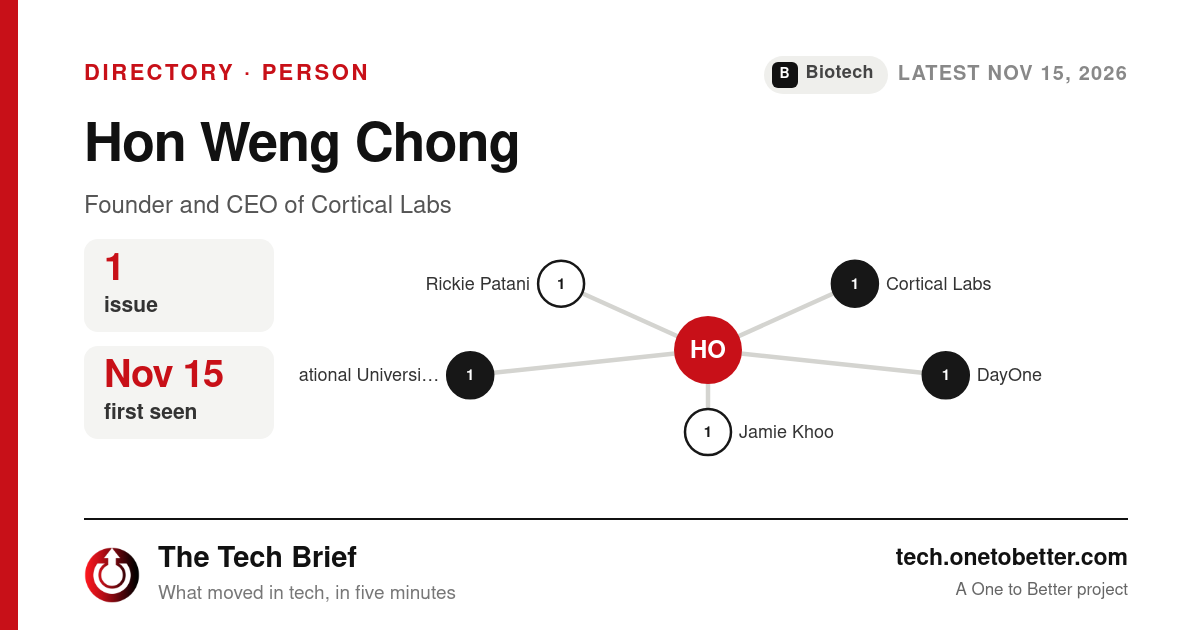 DIRECTORY · PERSON
B Biotech LATEST NOV 15, 2026
Hon Weng Chong
Founder and CEO of Cortical Labs
1
issue
Nov 15
first seen
Rickie Patani 1
1 Cortical Labs
HO
ational Universi… 1
1 DayOne
1 Jamie Khoo
The Tech Brief
What moved in tech, in five minutes
tech.onetobetter.com
A One to Better project